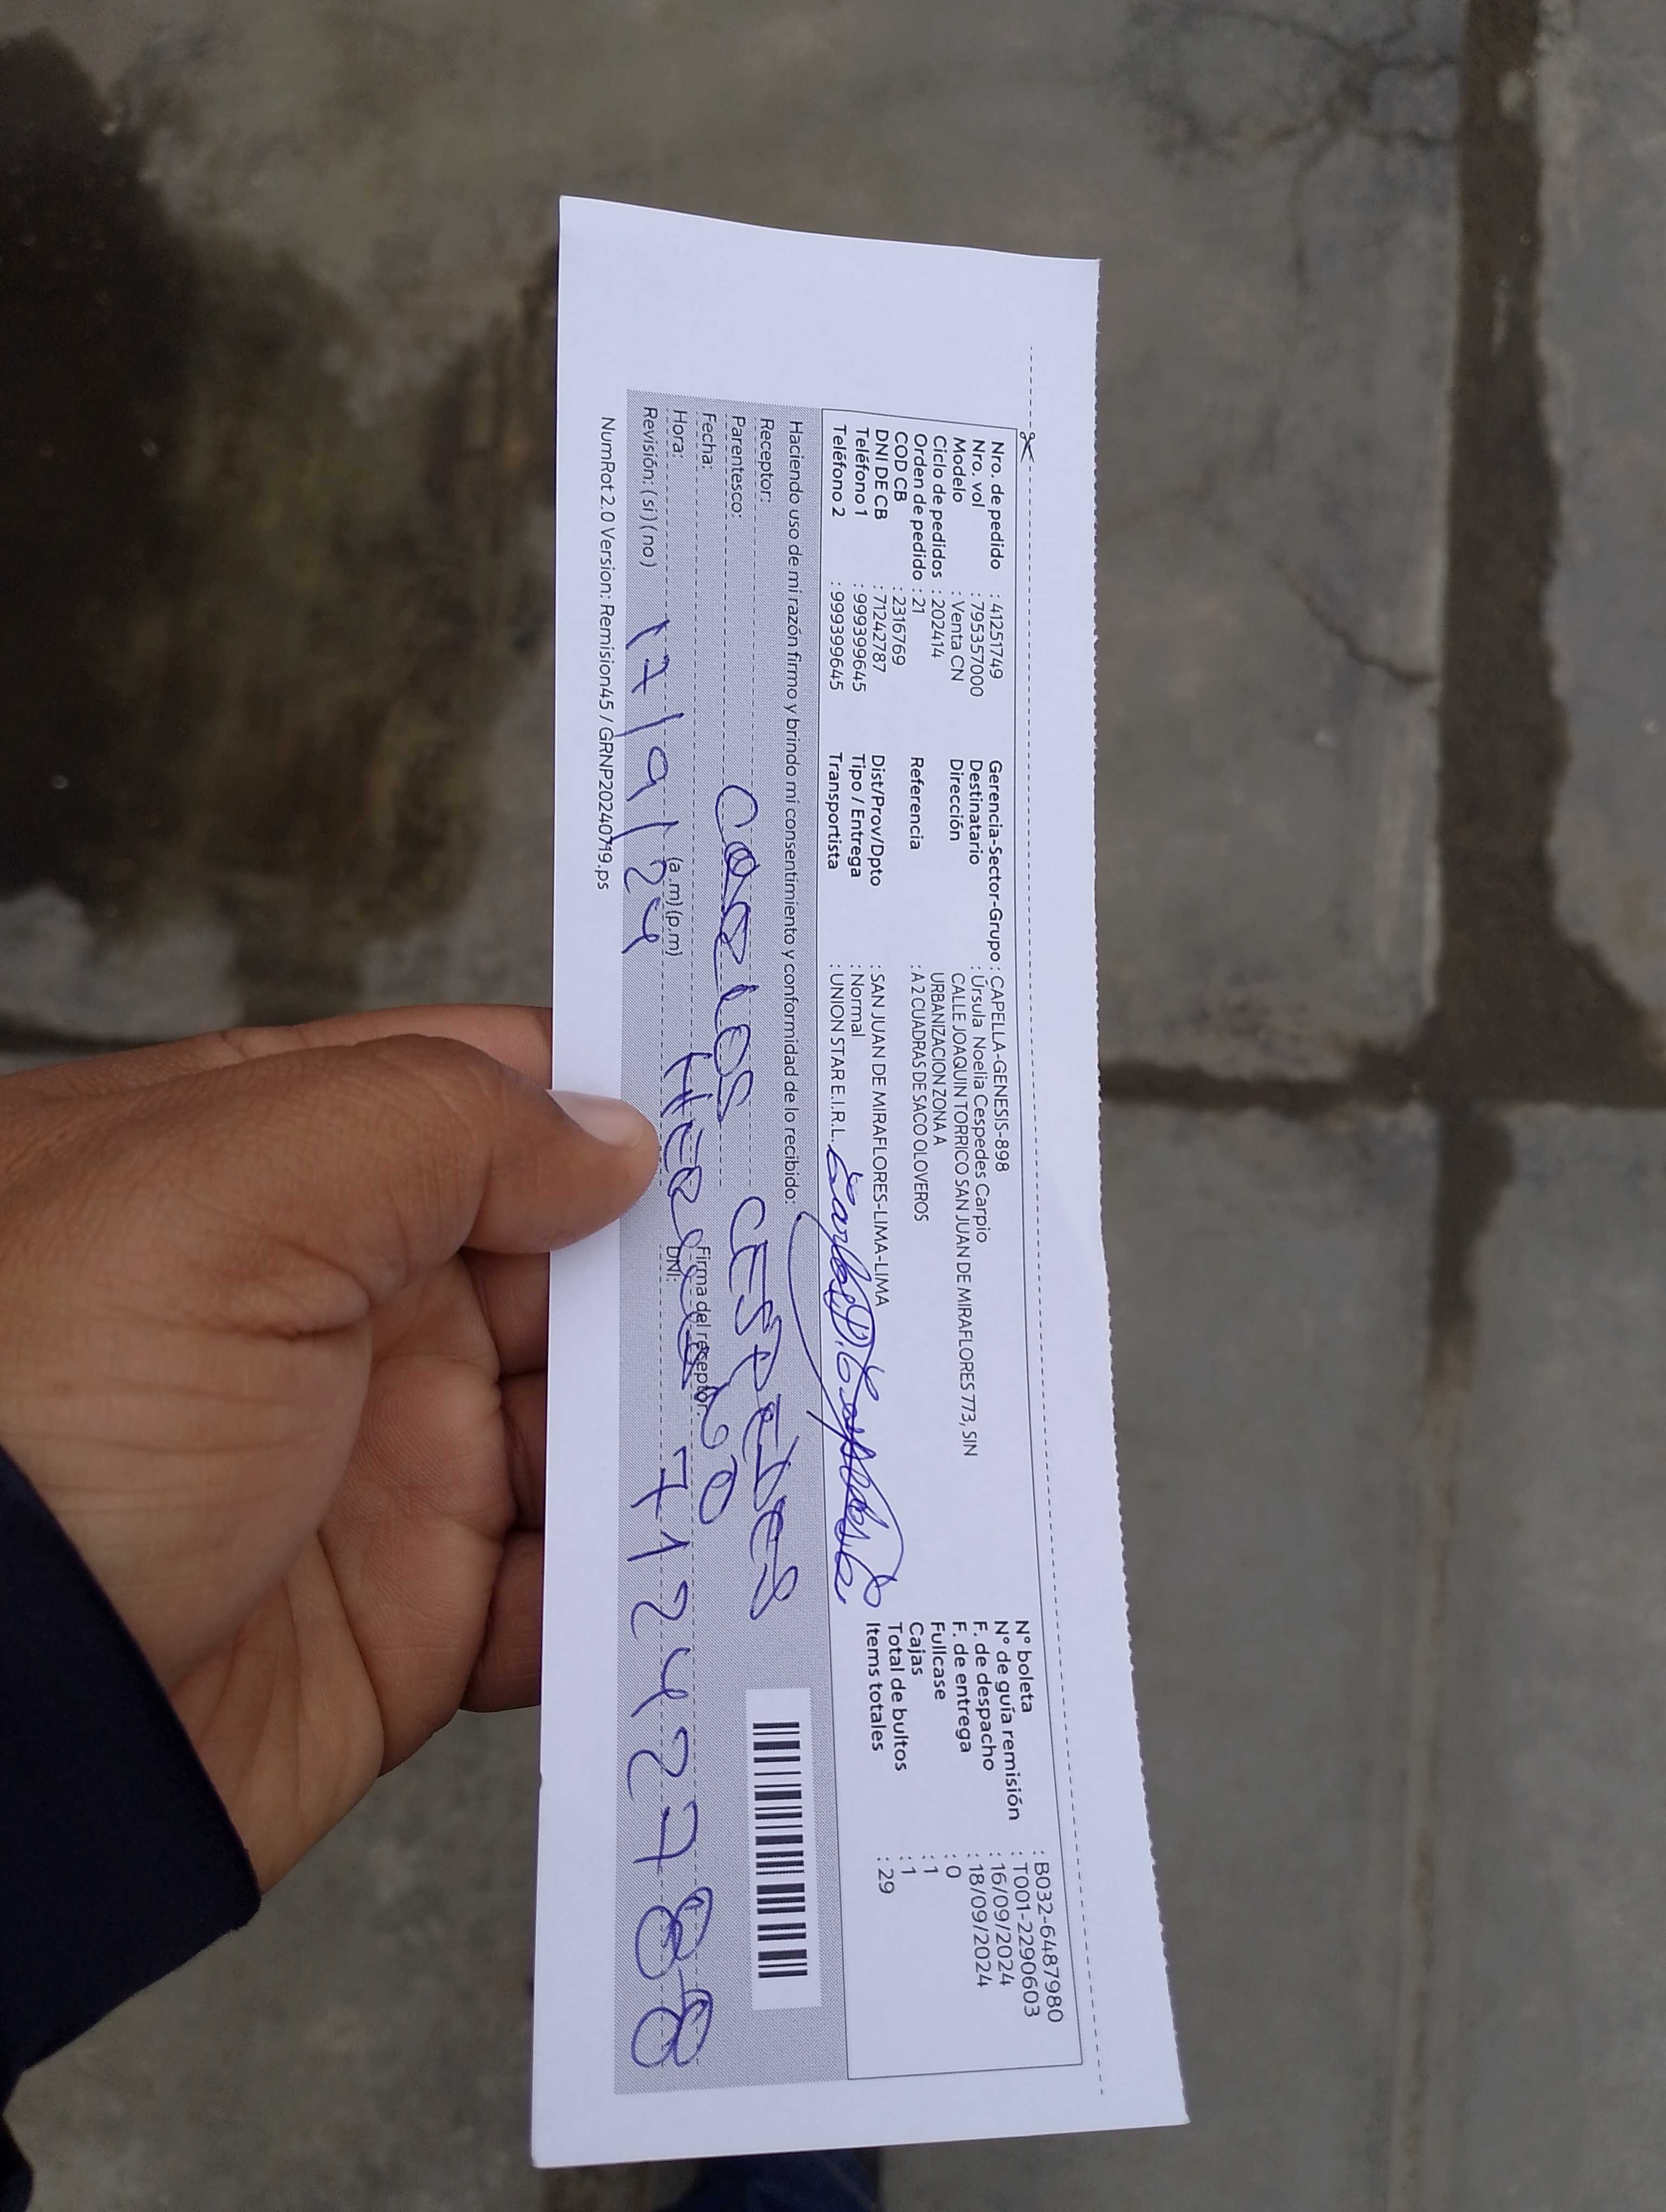 Nro. de pedido : 41251749
Nro. vol : 795357000
Modelo : Venta CN
Ciclo de pedidos : 202414
Orden de pedido : 21
COD CB : 2316769
DNI DE CB : 71242787
Teléfono 1 : 999399645
Teléfono 2 : 999399645
Gerencia-Sector-Grupo : CAPELLA-GENESIS-898
Destinatario : Úrsula Noelia Cespedes Carpio
Dirección CALLE JOAQUIN TORRICO SAN JUAN DE MIRAFLORES 773, SIN
URBANIZACION ZONA A
Referencia : A 2 CUADRAS DE SACO OLOVEROS
Dist/Prov/Dpto : SAN JUAN DE MIRAFLORES-LIMA-LIMA
Tipo / Entrega : Normal
Transportista : UNION STAR E.I.R.L.
N° boleta : B032-6487980
N° de guía remisión : T001-2290603
F. de despacho : 16/09/2024
F. de entrega : 18/09/2024
Fullcase : 0
Cajas : 1
Total de bultos : 1
Items totales : 29
Haciendo uso de mi razón firmo y brindo mi consentimiento y conformidad de lo recibido:
Receptor:
Parentesco: CARLOS CESPEDES
Fecha:
Firma del receptor:
Hora: (a.m) (p.m)
DNI: 71242788
Revisión: (si) (no) 17/9/24
NumRot 2.0 Version: Remision45 / GRNP20240719.ps